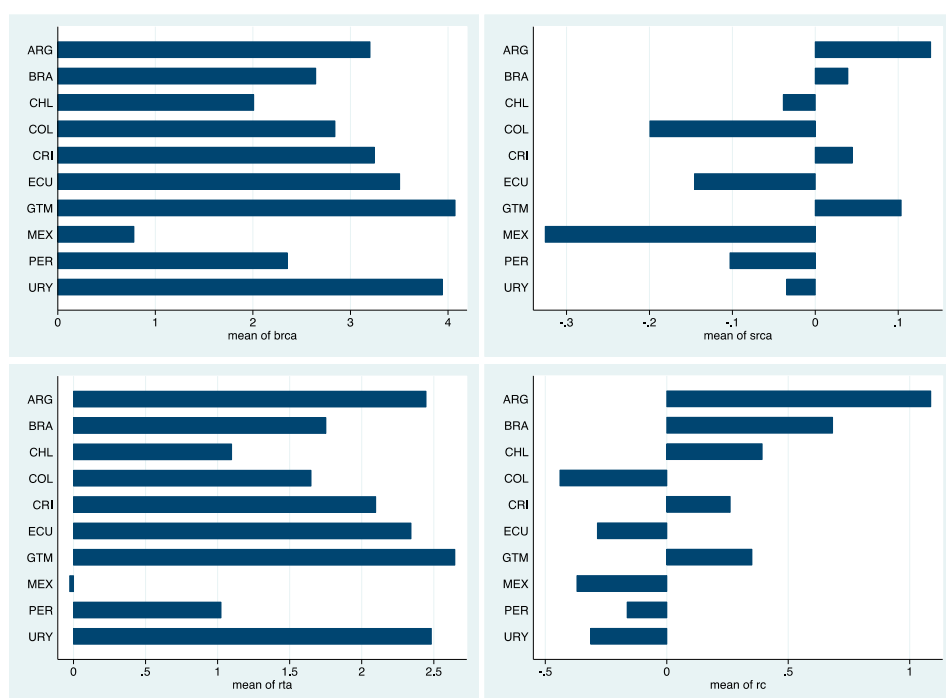 ARG
BRA
CHL
COL
CRI
ECU
GTM
MEX
PER
URY
0 1 2 3 4
mean of brca
ARG
BRA
CHL
COL
CRI
ECU
GTM
MEX
PER
URY
-.3 -.2 -.1 0 .1
mean of srca
ARG
BRA
CHL
COL
CRI
ECU
GTM
MEX
PER
URY
0 .5 1 1.5 2 2.5
mean of rta
ARG
BRA
CHL
COL
CRI
ECU
GTM
MEX
PER
URY
-.5 0 .5 1
mean of rc